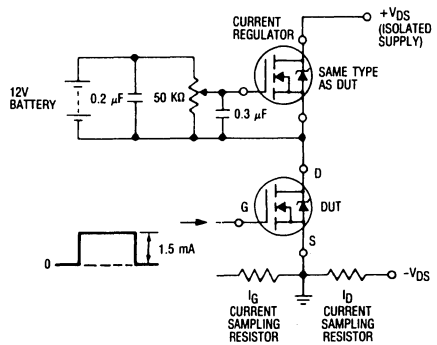 CURRENT
REGULATOR
+VDS
(ISOLATED
SUPPLY)
SAME TYPE
AS DUT
12V
BATTERY
0.2 µF
50 KΩ
0.3 µF
D
G
DUT
S
0
1.5 mA
-VDS
IG
CURRENT
SAMPLING
RESISTOR
ID
CURRENT
SAMPLING
RESISTOR